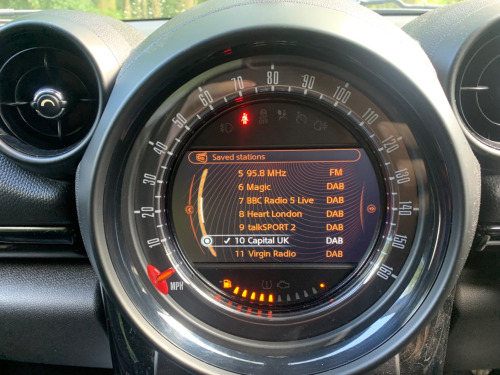 80
70
90
60
100
50
110
40
120
30
130
20
140
10
150
160
MPH
Saved stations
5 95.8 MHz FM
6 Magic DAB
7 BBC Radio 5 Live DAB
8 Heart London DAB
9 talkSPORT 2 DAB
10 Capital UK DAB
11 Virgin Radio DAB